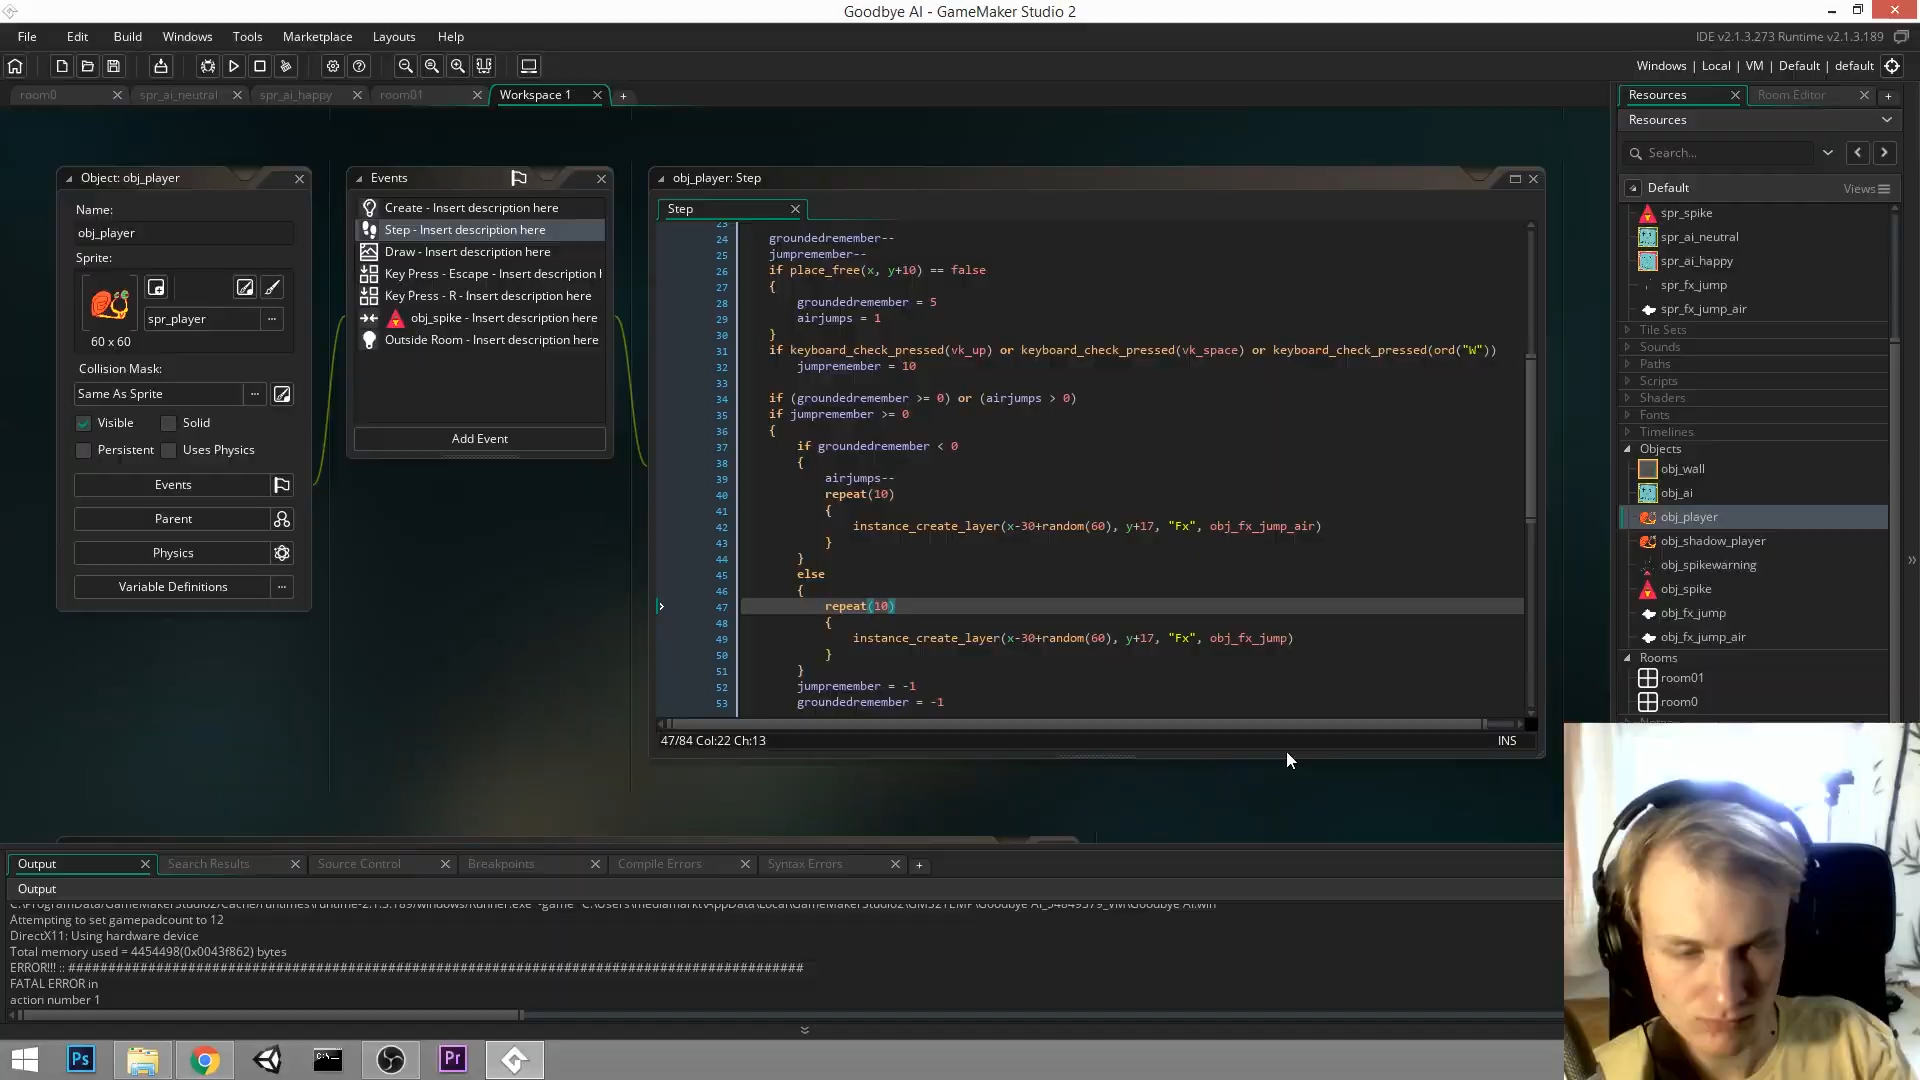 Goodbye AI - GameMaker Studio 2
File Edit Build Windows Tools Marketplace Layouts Help
IDE v2.1.3.273 Runtime v2.1.3.189
Windows | Local | VM | Default | default
room0
spr_ai_neutral
spr_ai_happy
room01
Workspace 1
Object: obj_player
Name:
obj_player
Sprite:
spr_player
60 x 60
Collision Mask:
Same As Sprite
Visible
Solid
Persistent
Uses Physics
Events
Parent
Physics
Variable Definitions
Events
Create - Insert description here
Step - Insert description here
Draw - Insert description here
Key Press - Escape - Insert description h
Key Press - R - Insert description here
obj_spike - Insert description here
Outside Room - Insert description here
Add Event
obj_player: Step
Step
23
24 groundedremember--
25 jumpremember--
26 if place_free(x, y+10) == false
27 {
28 groundedremember = 5
29 airjumps = 1
30 }
31 if keyboard_check_pressed(vk_up) or keyboard_check_pressed(vk_space) or keyboard_check_pressed(ord("W"))
32 jumpremember = 10
33
34 if (groundedremember >= 0) or (airjumps > 0)
35 if jumpremember >= 0
36 {
37 if groundedremember < 0
38 {
39 airjumps--
40 repeat(10)
41 {
42 instance_create_layer(x-30+random(60), y+17, "Fx", obj_fx_jump_air)
43 }
44 }
45 else
46 {
47 repeat(10)
48 {
49 instance_create_layer(x-30+random(60), y+17, "Fx", obj_fx_jump)
50 }
51 }
52 jumpremember = -1
53 groundedremember = -1
47/84 Col:22 Ch:13
INS
Resources
Room Editor
Resources
Search...
Default
Views
spr_spike
spr_ai_neutral
spr_ai_happy
spr_fx_jump
spr_fx_jump_air
Tile Sets
Sounds
Paths
Scripts
Shaders
Fonts
Timelines
Objects
obj_wall
obj_ai
obj_player
obj_shadow_player
obj_spikewarning
obj_spike
obj_fx_jump
obj_fx_jump_air
Rooms
room01
room0
Output
Search Results
Source Control
Breakpoints
Compile Errors
Syntax Errors
Output
Attempting to set gamepadcount to 12
DirectX11: Using hardware device
Total memory used = 4454498(0x0043f862) bytes
ERROR!!! :: ############################################################################################
FATAL ERROR in
action number 1
Ps
Pr